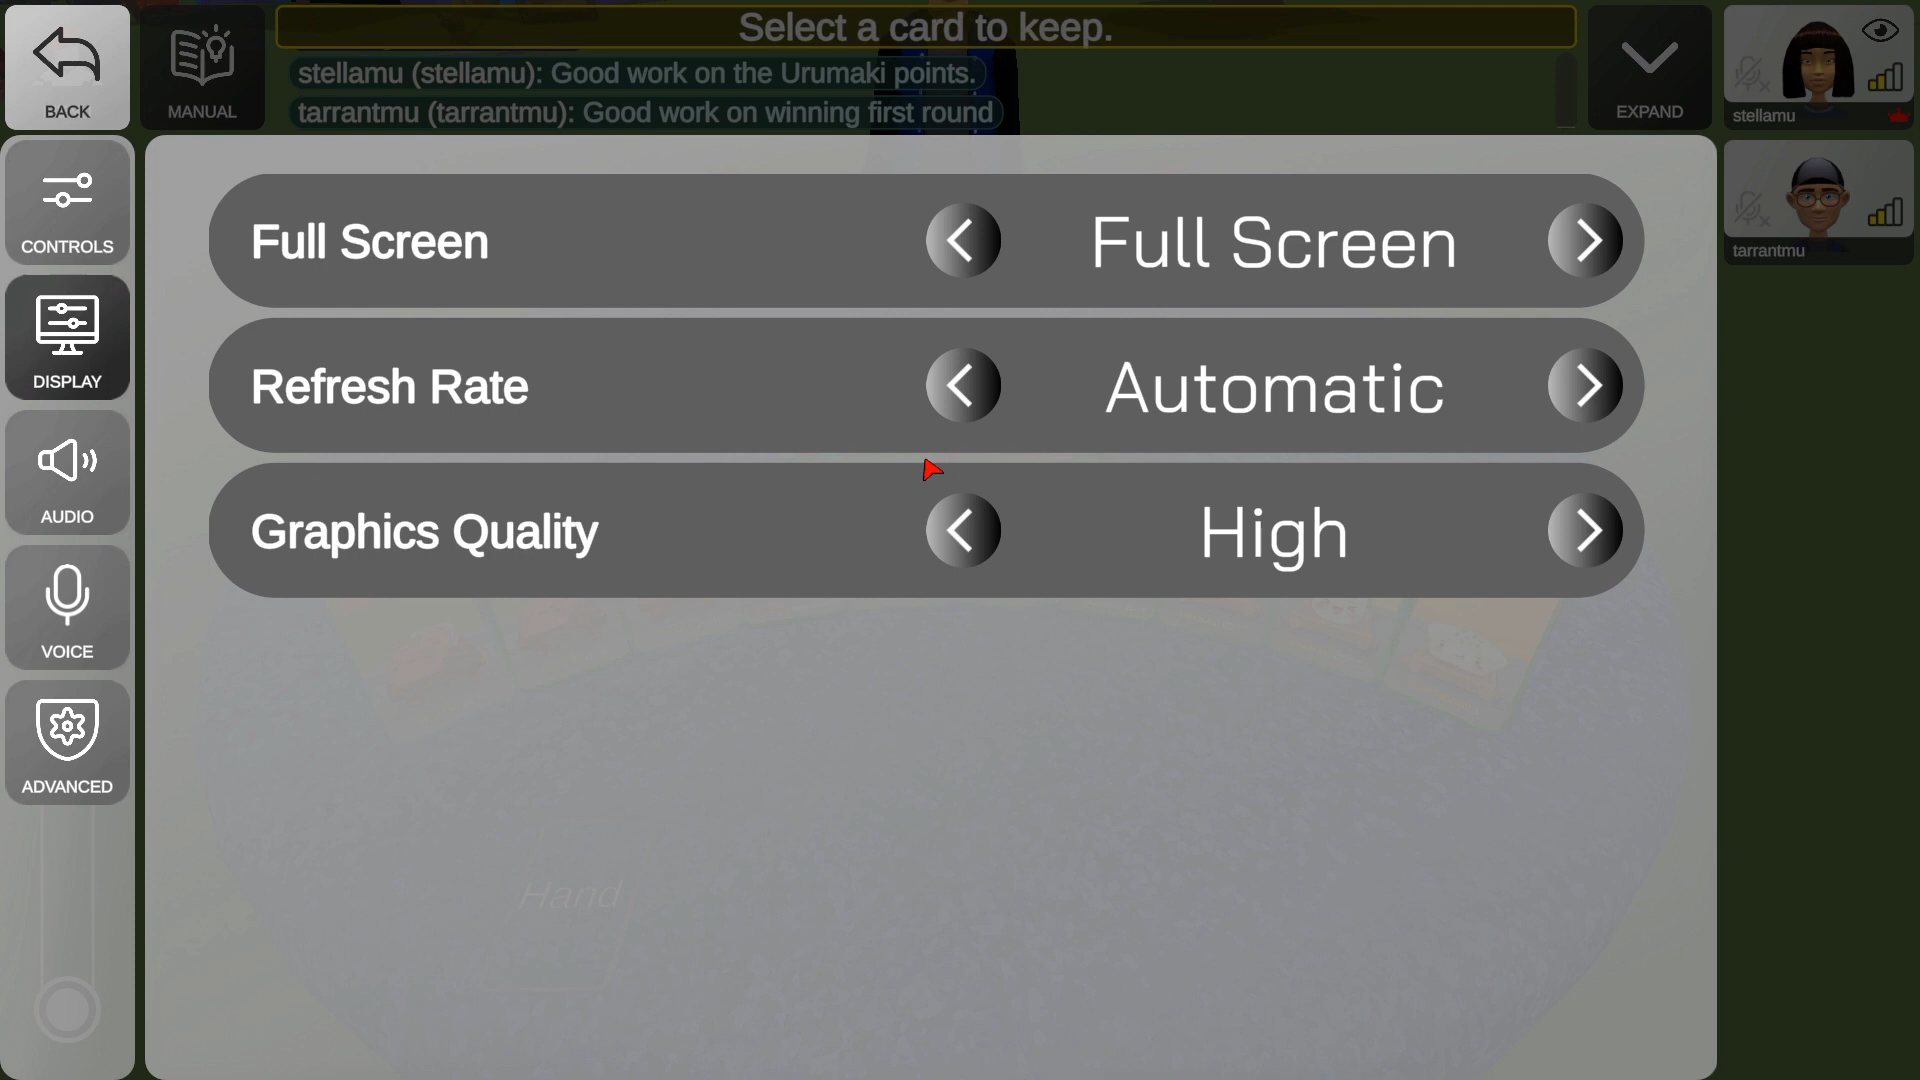 BACK
MANUAL
Select a card to keep.
stellamu (stellamu): Good work on the Urumaki points.
tarrantmu (tarrantmu): Good work on winning first round
EXPAND
stellamu
tarrantmu
CONTROLS
DISPLAY
AUDIO
VOICE
ADVANCED
Full Screen
Full Screen
Refresh Rate
Automatic
Graphics Quality
High
Hand